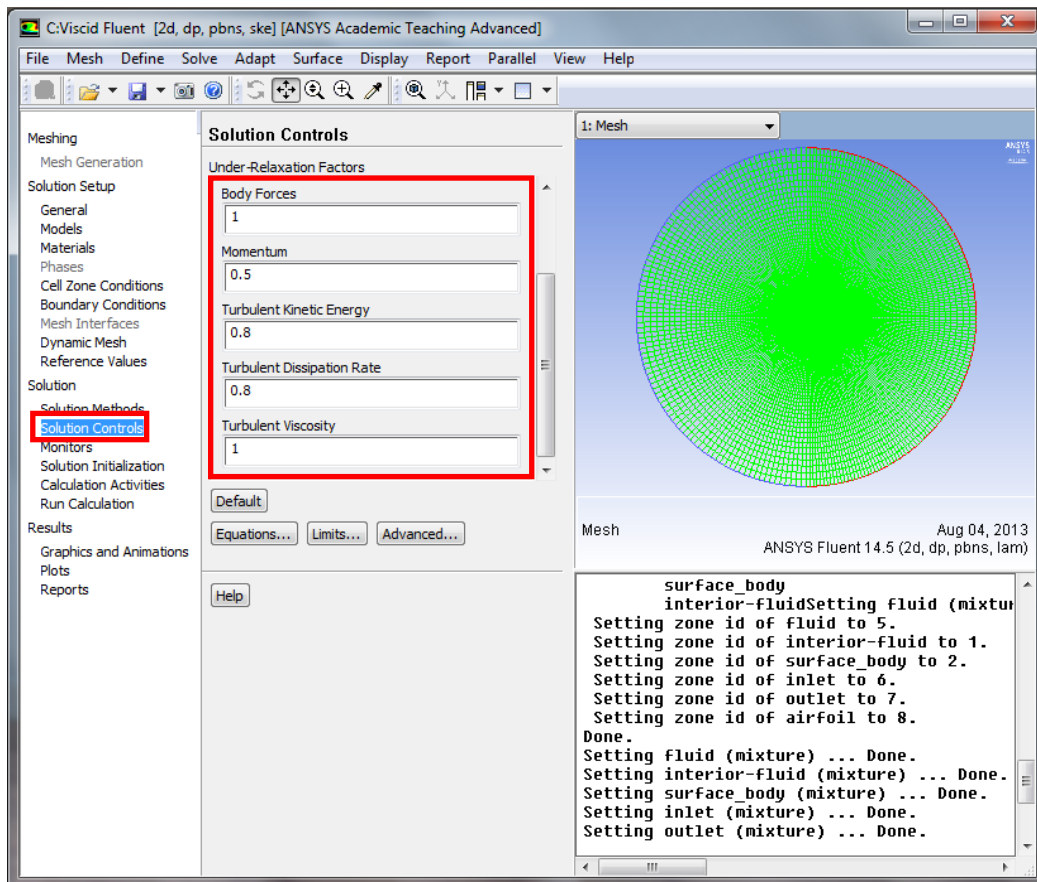 C:Viscid Fluent [2d, dp, pbns, ske] [ANSYS Academic Teaching Advanced]
File Mesh Define Solve Adapt Surface Display Report Parallel View Help
Meshing
Mesh Generation
Solution Setup
General
Models
Materials
Phases
Cell Zone Conditions
Boundary Conditions
Mesh Interfaces
Dynamic Mesh
Reference Values
Solution
Solution Methods
Solution Controls
Monitors
Solution Initialization
Calculation Activities
Run Calculation
Results
Graphics and Animations
Plots
Reports
Solution Controls
Under-Relaxation Factors
Body Forces
1
Momentum
0.5
Turbulent Kinetic Energy
0.8
Turbulent Dissipation Rate
0.8
Turbulent Viscosity
1
Default
Equations... Limits... Advanced...
Help
1: Mesh
ANSYS
Mesh Aug 04, 2013
ANSYS Fluent 14.5 (2d, dp, pbns, lam)
surface_body
interior-fluidSetting fluid (mixtur
Setting zone id of fluid to 5.
Setting zone id of interior-fluid to 1.
Setting zone id of surface_body to 2.
Setting zone id of inlet to 6.
Setting zone id of outlet to 7.
Setting zone id of airfoil to 8.
Done.
Setting fluid (mixture) ... Done.
Setting interior-fluid (mixture) ... Done.
Setting surface_body (mixture) ... Done.
Setting inlet (mixture) ... Done.
Setting outlet (mixture) ... Done.